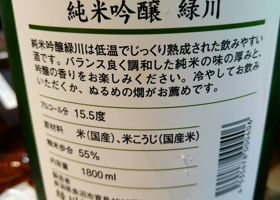 純米吟醸 緑川
純米吟醸緑川は低温でじっくり熟成された飲みやすい
酒です。バランス良く調和した純米の味の厚みと、
吟醸の香りをお楽しみください。冷やしてお飲み
いただくか、ぬるめの燗がお薦めです。
アルコール分 15.5度
原材料 米(国産)、米こうじ(国産米)
精米歩合 55%
1800 ml